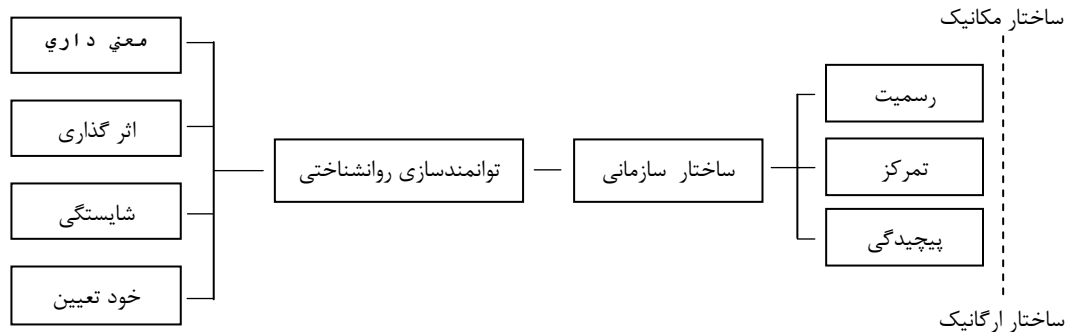 ساختار مکانیک
رسمیت
تمرکز
پیچیدگی
ساختار ارگانیک
ساختار سازمانی
توانمندسازی روانشناختی
معني داري
اثر گذاری
شایستگی
خود تعیین